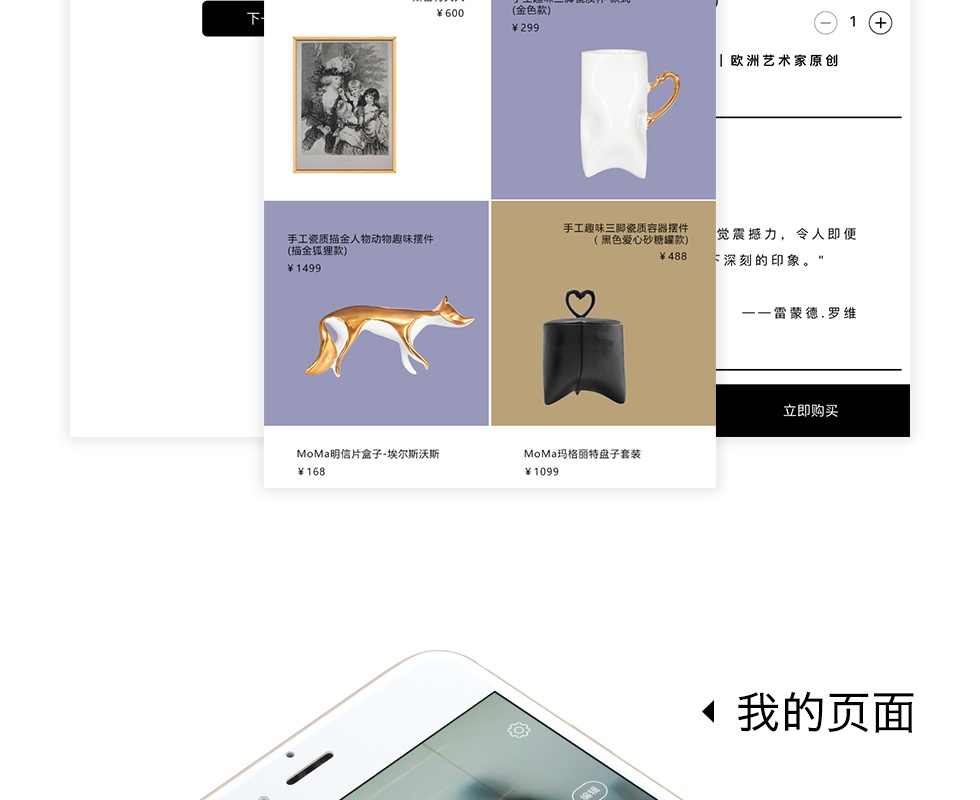 ¥ 600
(金色款)
¥ 299
1
| 欧洲艺术家原创
手工瓷质描金人物动物趣味摆件
(描金狐狸款)
¥ 1499
手工趣味三脚瓷质容器摆件
( 黑色爱心砂糖罐款)
¥ 488
觉震撼力，令人即便
下深刻的印象。"
——雷蒙德.罗维
立即购买
MoMa明信片盒子-埃尔斯沃斯
¥ 168
MoMa玛格丽特盘子套装
¥ 1099
我的页面
编辑